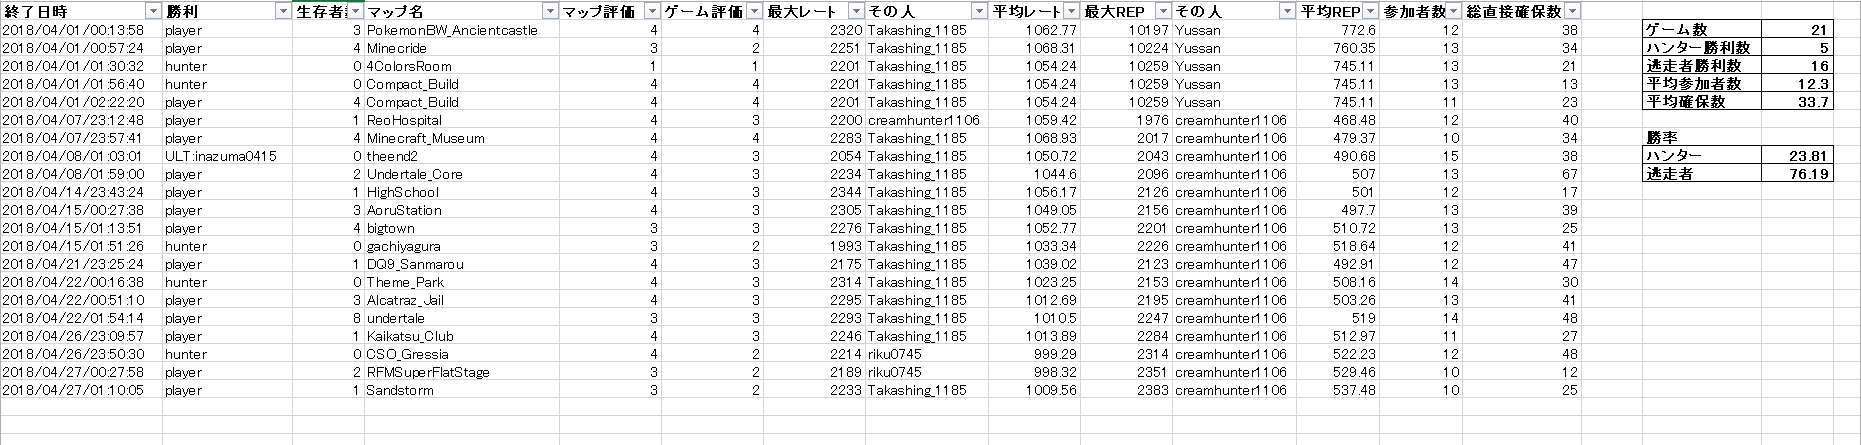 終了日時 勝利 生存者 マップ名 マップ評価 ゲーム評価 最大レート その人 平均レート 最大REP その人 平均REP 参加者数 総直接確保数
2018/04/01/00:13:58 player 3 PokemonBW_Ancientcastle 4 4 2320 Takashing_1185 1062.77 10197 Yussan 772.6 12 38 ゲーム数 21
2018/04/01/00:57:24 player 4 Minecride 3 2 2251 Takashing_1185 1068.31 10224 Yussan 760.35 13 34 ハンター勝利数 5
2018/04/01/01:30:32 hunter 0 4ColorsRoom 1 1 2201 Takashing_1185 1054.24 10259 Yussan 745.11 13 21 逃走者勝利数 16
2018/04/01/01:56:40 hunter 0 Compact_Build 4 4 2201 Takashing_1185 1054.24 10259 Yussan 745.11 13 13 平均参加者数 12.3
2018/04/01/02:22:20 player 4 Compact_Build 4 4 2201 Takashing_1185 1054.24 10259 Yussan 745.11 11 23 平均確保数 33.7
2018/04/07/23:12:48 player 1 ReoHospital 4 3 2200 creamhunter1106 1059.42 1976 creamhunter1106 468.48 12 40
2018/04/07/23:57:41 player 4 Minecraft_Museum 4 4 2283 Takashing_1185 1068.93 2017 creamhunter1106 479.37 10 34 勝率
2018/04/08/01:03:01 ULT:inazuma0415 0 theend2 4 3 2054 Takashing_1185 1050.72 2043 creamhunter1106 490.68 15 38 ハンター 23.81
2018/04/08/01:59:00 player 2 Undertale_Core 4 3 2234 Takashing_1185 1044.6 2096 creamhunter1106 507 13 67 逃走者 76.19
2018/04/14/23:43:24 player 1 HighSchool 4 3 2344 Takashing_1185 1056.17 2126 creamhunter1106 501 12 17
2018/04/15/00:27:38 player 3 AoruStation 4 3 2305 Takashing_1185 1049.05 2156 creamhunter1106 497.7 13 39
2018/04/15/01:13:51 player 4 bigtown 3 3 2276 Takashing_1185 1052.77 2201 creamhunter1106 510.72 13 25
2018/04/15/01:51:26 hunter 0 gachiyagura 3 2 1993 Takashing_1185 1033.34 2226 creamhunter1106 518.64 12 41
2018/04/21/23:25:24 player 1 DQ9_Sanmarou 4 3 2175 Takashing_1185 1039.02 2123 creamhunter1106 492.91 12 47
2018/04/22/00:16:38 hunter 0 Theme_Park 4 3 2314 Takashing_1185 1023.25 2153 creamhunter1106 508.16 14 30
2018/04/22/00:51:10 player 3 Alcatraz_Jail 4 3 2295 Takashing_1185 1012.69 2195 creamhunter1106 503.26 13 41
2018/04/22/01:54:14 player 8 undertale 3 3 2293 Takashing_1185 1010.5 2247 creamhunter1106 519 14 48
2018/04/26/23:09:57 player 1 Kaikatsu_Club 4 3 2246 Takashing_1185 1013.89 2284 creamhunter1106 512.97 11 27
2018/04/26/23:50:30 hunter 0 CSO_Gressia 4 2 2214 riku0745 999.29 2314 creamhunter1106 522.23 12 48
2018/04/27/00:27:58 player 2 RFMSuperFlatStage 3 2 2189 riku0745 998.32 2351 creamhunter1106 529.46 10 12
2018/04/27/01:10:05 player 1 Sandstorm 3 2 2233 Takashing_1185 1009.56 2383 creamhunter1106 537.48 10 25